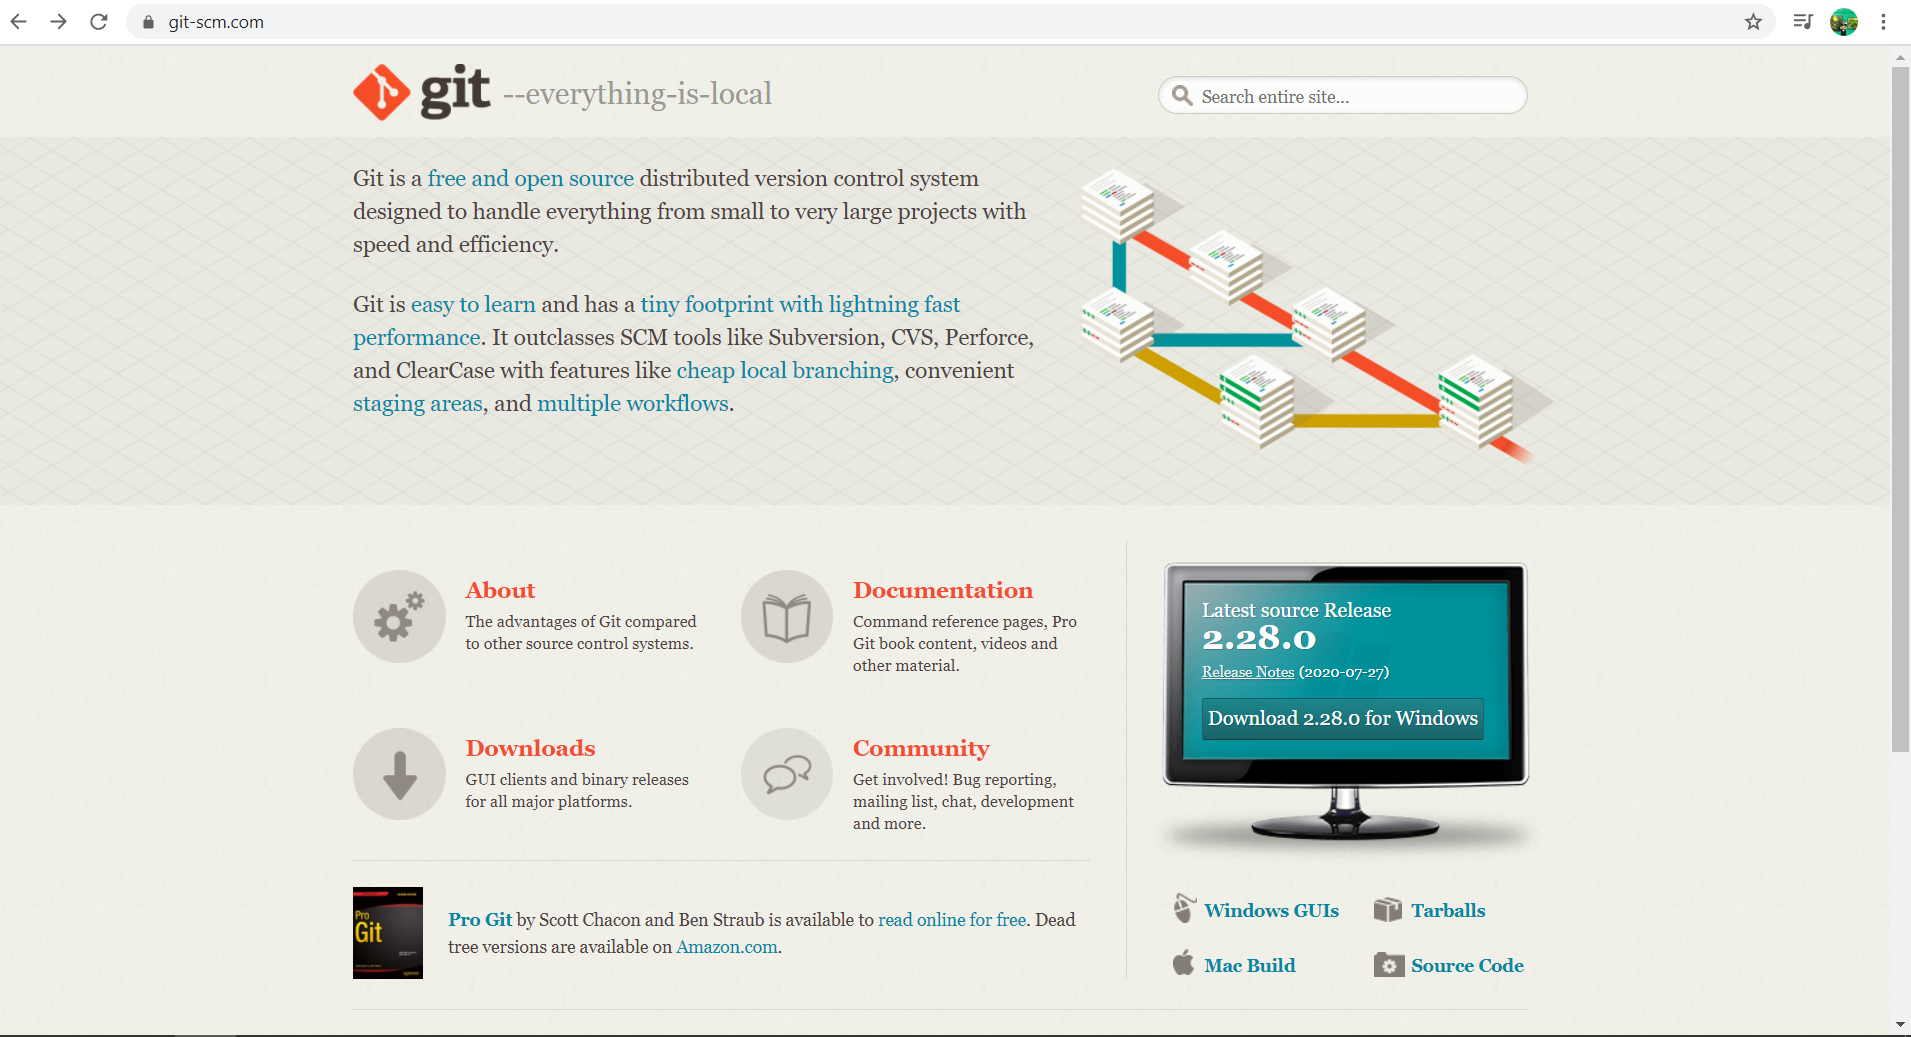 git-scm.com
git --everything-is-local
Search entire site...
Git is a free and open source distributed version control system
designed to handle everything from small to very large projects with
speed and efficiency.
Git is easy to learn and has a tiny footprint with lightning fast
performance. It outclasses SCM tools like Subversion, CVS, Perforce,
and ClearCase with features like cheap local branching, convenient
staging areas, and multiple workflows.
About
The advantages of Git compared
to other source control systems.
Documentation
Command reference pages, Pro
Git book content, videos and
other material.
Downloads
GUI clients and binary releases
for all major platforms.
Community
Get involved! Bug reporting,
mailing list, chat, development
and more.
Latest source Release
2.28.0
Release Notes (2020-07-27)
Download 2.28.0 for Windows
Pro
Git
Pro Git by Scott Chacon and Ben Straub is available to read online for free. Dead
tree versions are available on Amazon.com.
Windows GUIs
Tarballs
Mac Build
Source Code